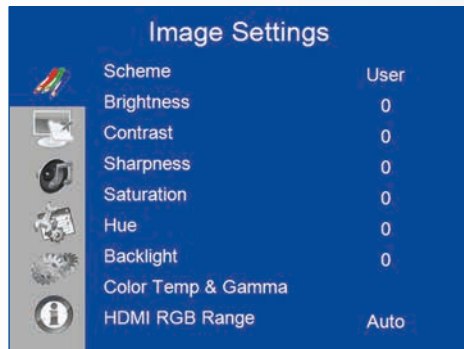 Image Settings
Scheme User
Brightness 0
Contrast 0
Sharpness 0
Saturation 0
Hue 0
Backlight 0
Color Temp & Gamma
HDMI RGB Range Auto